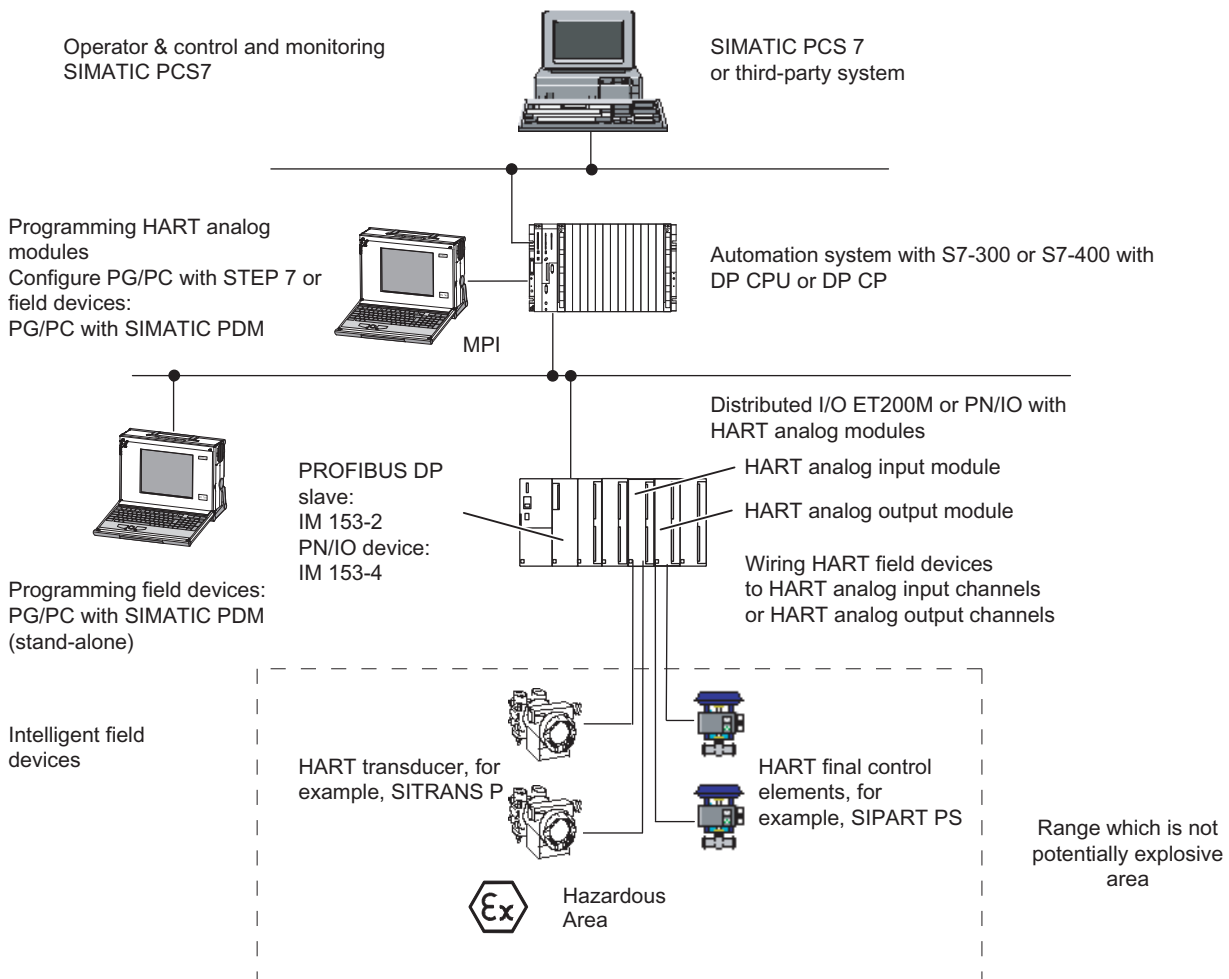 Operator & control and monitoring
SIMATIC PCS7
SIMATIC PCS 7
or third-party system
Programming HART analog
modules
Configure PG/PC with STEP 7 or
field devices:
PG/PC with SIMATIC PDM
MPI
Automation system with S7-300 or S7-400 with
DP CPU or DP CP
Distributed I/O ET200M or PN/IO with
HART analog modules
HART analog input module
HART analog output module
PROFIBUS DP
slave:
IM 153-2
PN/IO device:
IM 153-4
Wiring HART field devices
to HART analog input channels
or HART analog output channels
Programming field devices:
PG/PC with SIMATIC PDM
(stand-alone)
Intelligent field
devices
HART transducer, for
example, SITRANS P
HART final control
elements, for
example, SIPART PS
Range which is not
potentially explosive
area
Ex
Hazardous
Area